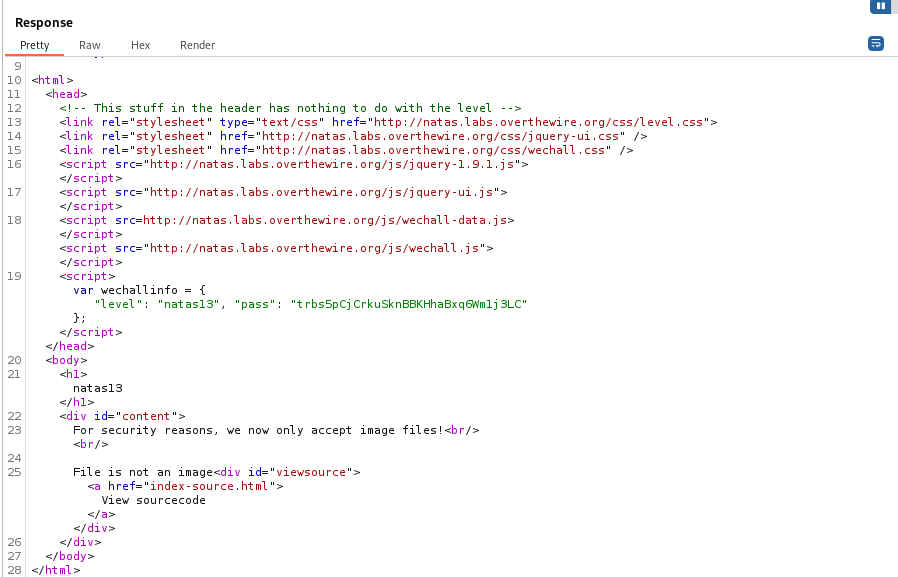 Response
Pretty Raw Hex Render
9
10 <html>
11 <head>
12 <!-- This stuff in the header has nothing to do with the level -->
13 <link rel="stylesheet" type="text/css" href="http://natas.labs.overthewire.org/css/level.css">
14 <link rel="stylesheet" href="http://natas.labs.overthewire.org/css/jquery-ui.css" />
15 <link rel="stylesheet" href="http://natas.labs.overthewire.org/css/wechall.css" />
16 <script src="http://natas.labs.overthewire.org/js/jquery-1.9.1.js">
</script>
17 <script src="http://natas.labs.overthewire.org/js/jquery-ui.js">
</script>
18 <script src=http://natas.labs.overthewire.org/js/wechall-data.js>
</script>
<script src="http://natas.labs.overthewire.org/js/wechall.js">
</script>
19 <script>
var wechallinfo = {
"level": "natas13", "pass": "trbs5pCjCrkuSknBBKHhaBxq6Wm1j3LC"
};
</script>
</head>
20 <body>
21 <h1>
natas13
</h1>
22 <div id="content">
23 For security reasons, we now only accept image files!<br/>
<br/>
24
25 File is not an image<div id="viewsource">
<a href="index-source.html">
View sourcecode
</a>
</div>
26 </div>
27 </body>
28 </html>